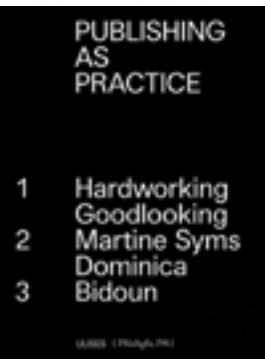 PUBLISHING
AS
PRACTICE
1 Hardworking
Goodlooking
2 Martine Syms
Dominica
3 Bidoun